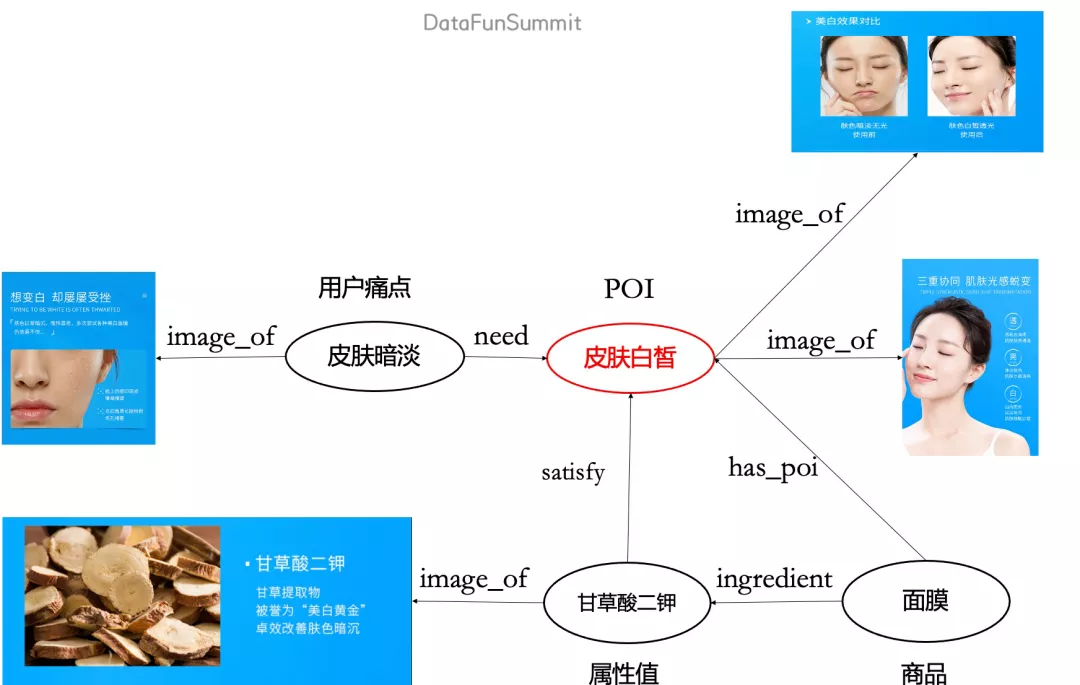 DataFunSummit
美白效果对比
肤色暗淡无光
使用前
肤色白皙透光
使用后
image_of
用户痛点
POI
想变白 却屡屡受挫
TRYING TO BE WHITE IS OFTEN THWARTED
image_of
皮肤暗淡
need
皮肤白皙
image_of
三重协同 肌肤光感蜕变
透
亮
白
satisfy
has_poi
甘草酸二钾
甘草提取物
被誉为“美白黄金”
卓效改善肤色暗沉
image_of
甘草酸二钾
ingredient
面膜
属性值
商品